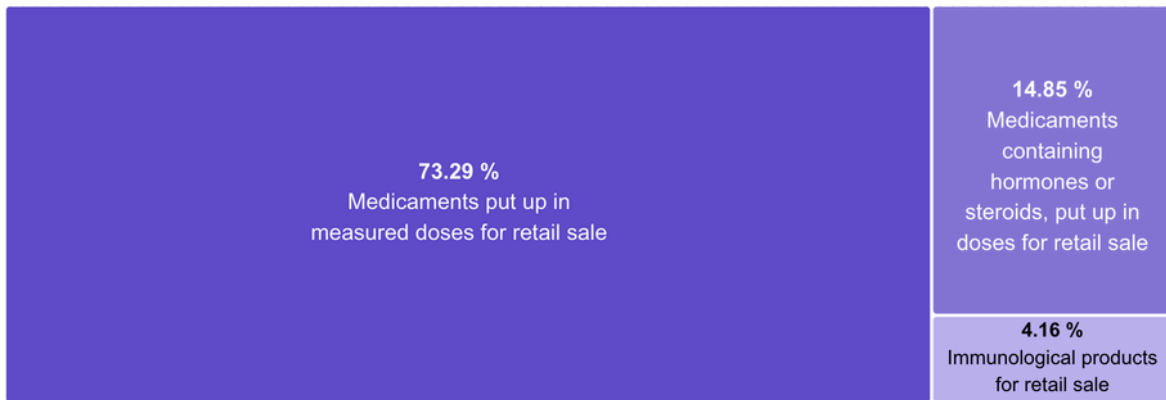 73.29 %
Medicaments put up in
measured doses for retail sale
14.85 %
Medicaments
containing
hormones or
steroids, put up in
doses for retail sale
4.16 %
Immunological products
for retail sale